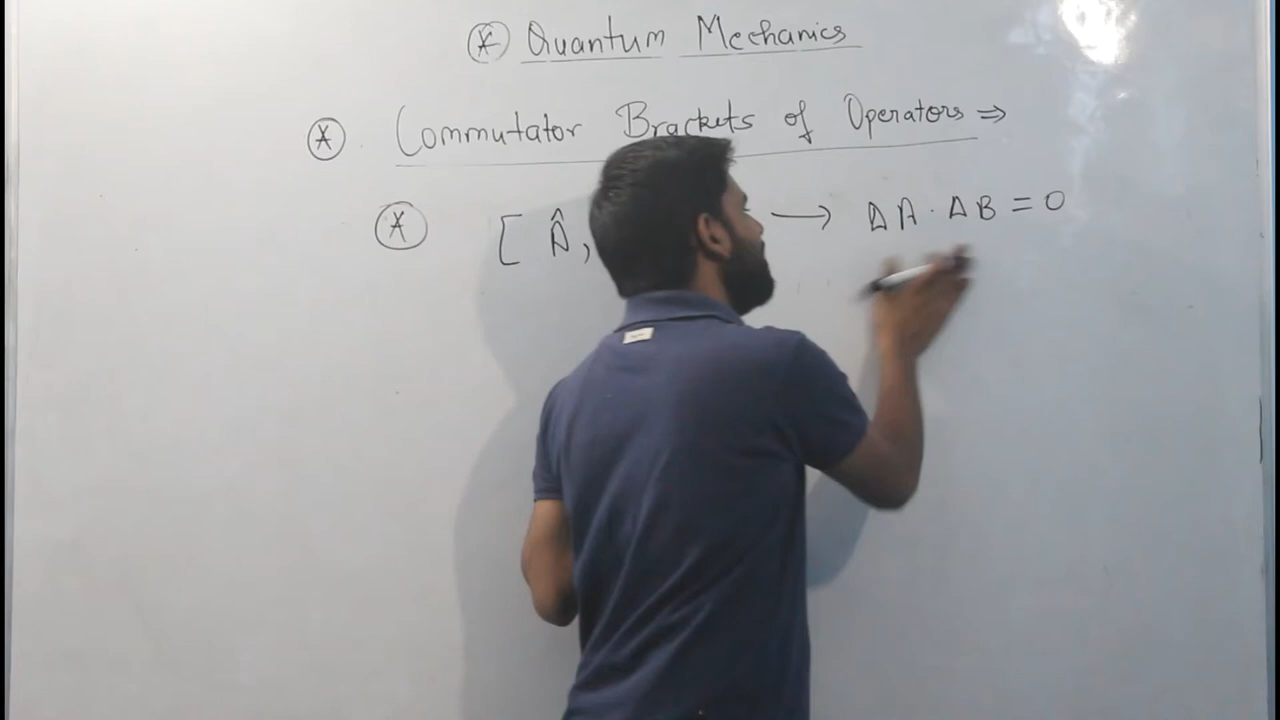 Quantum Mechanics
Commutator Brackets of Operators ⇒
[ Â, → ΔA · ΔB = 0